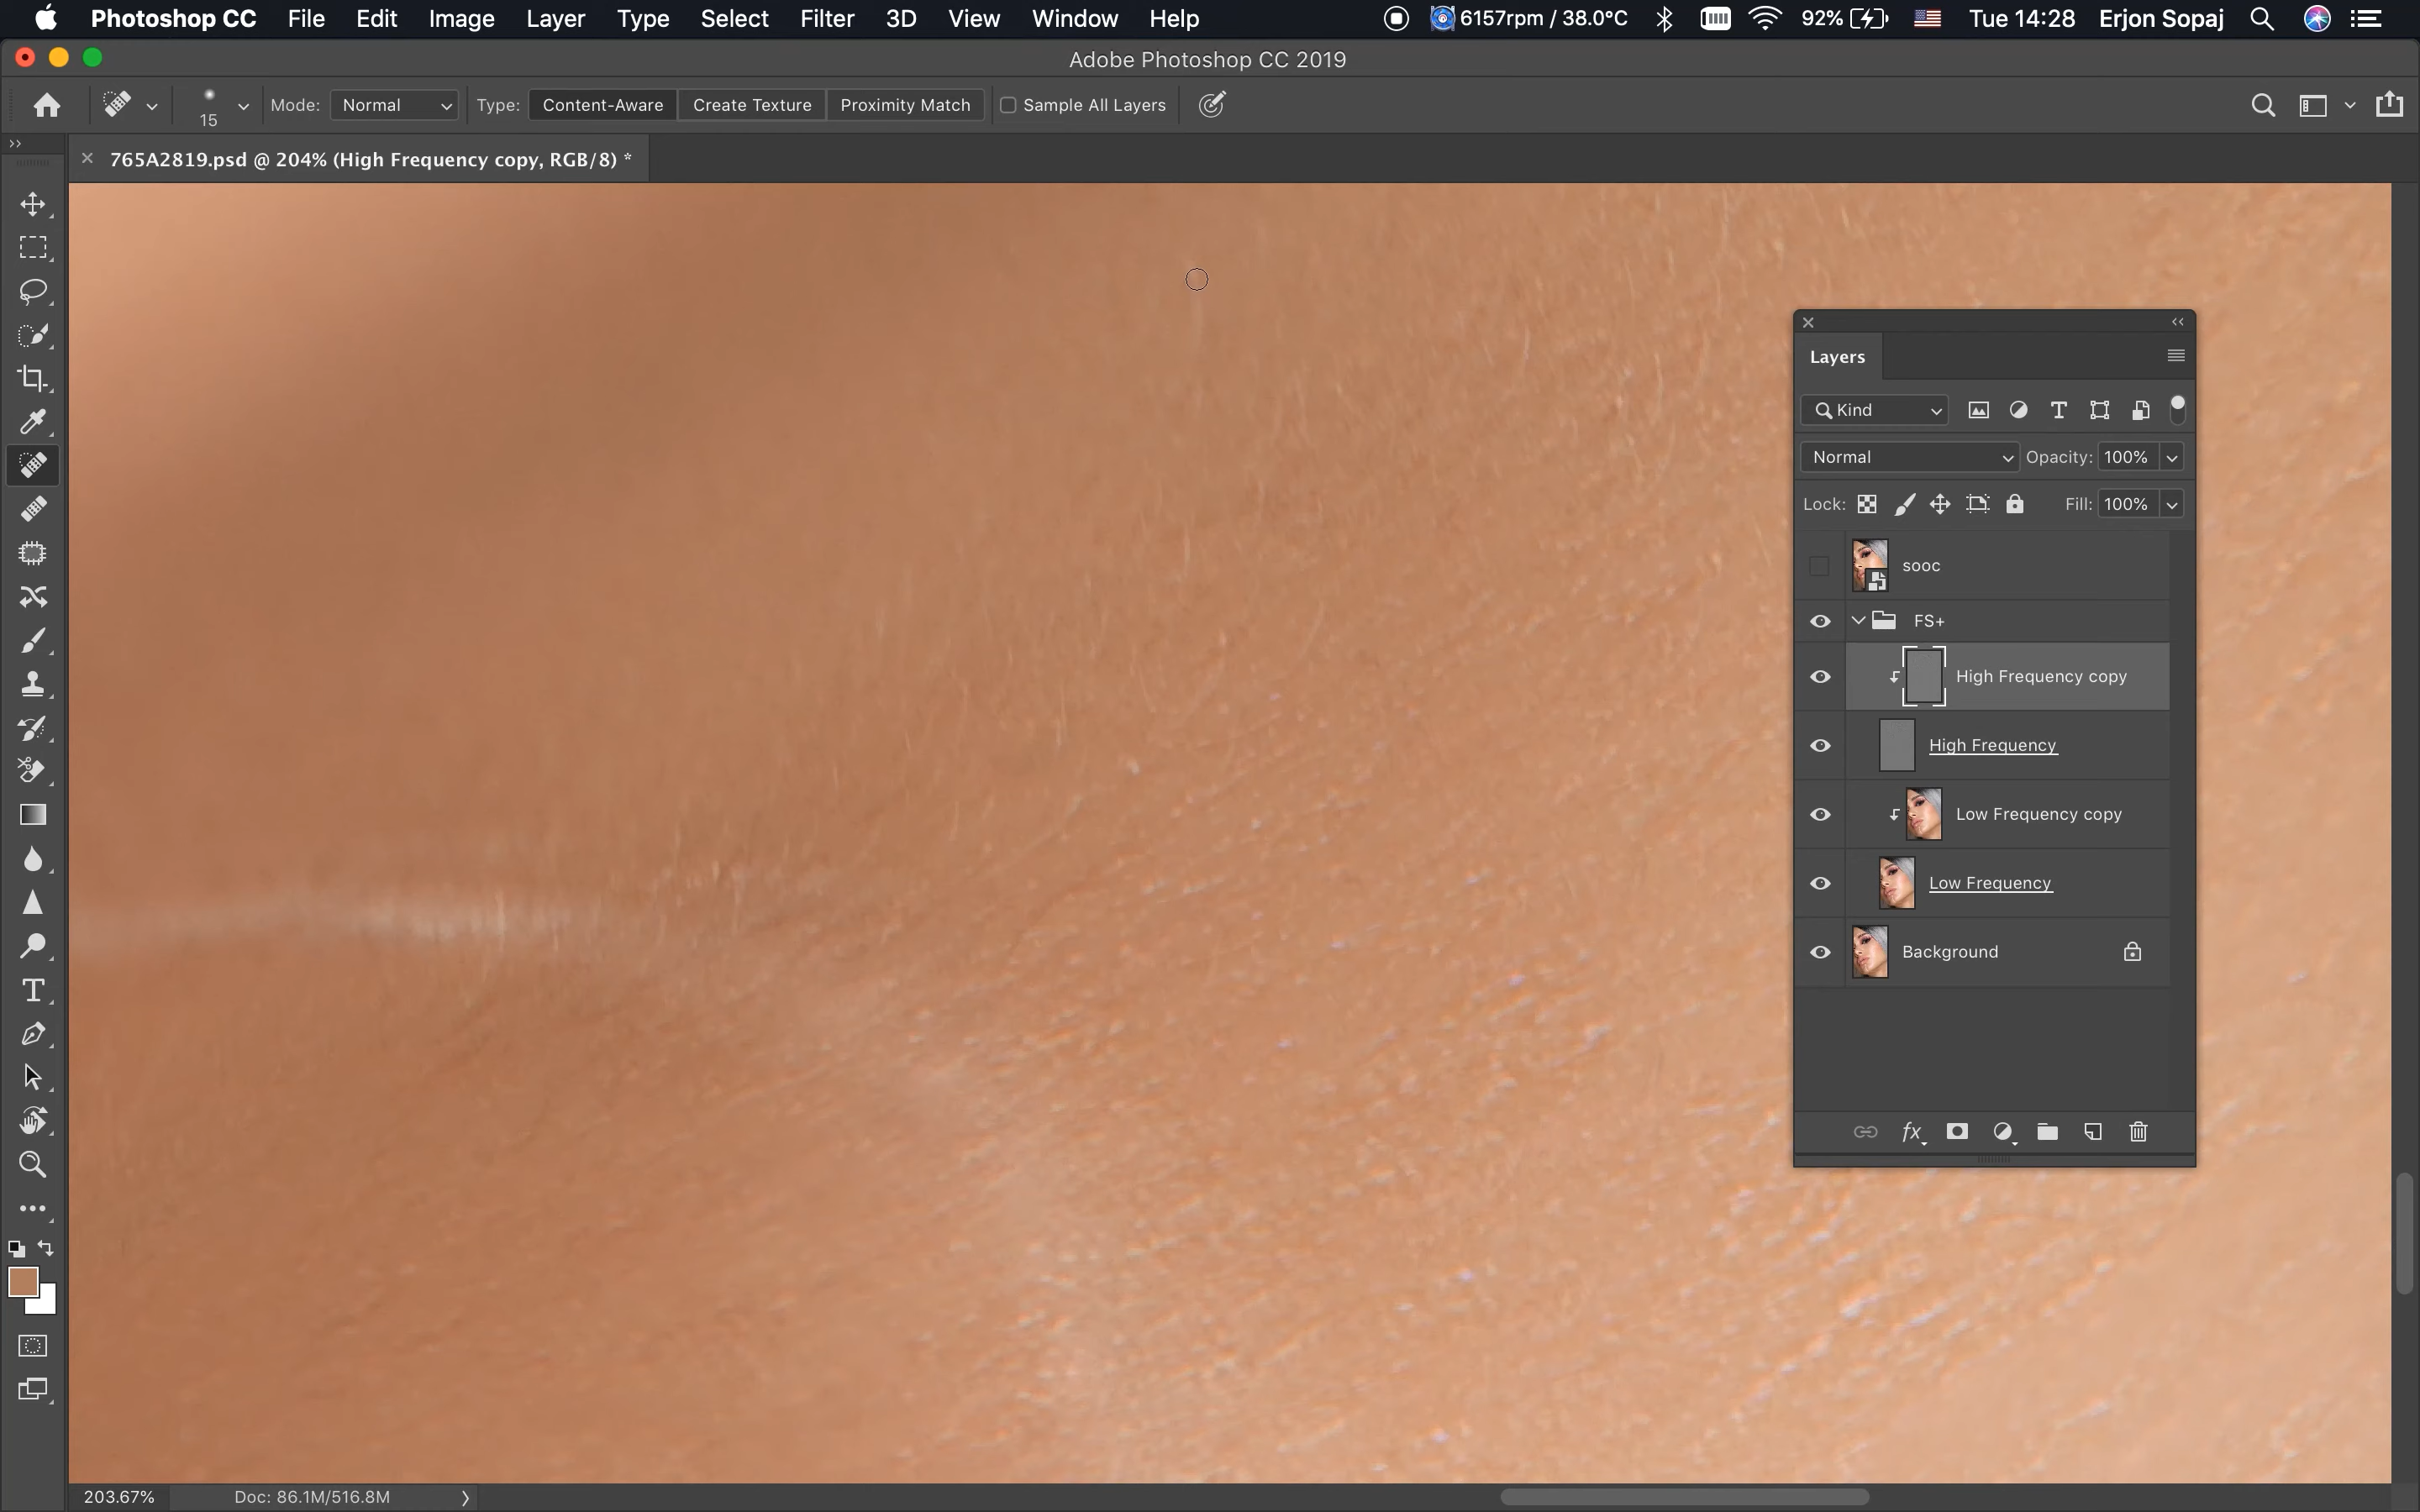 Photoshop CC File Edit Image Layer Type Select Filter 3D View Window Help 6157rpm / 38.0°C 92% Tue 14:28 Erjon Sopaj
Adobe Photoshop CC 2019
15 Mode: Normal Type: Content-Aware Create Texture Proximity Match Sample All Layers
765A2819.psd @ 204% (High Frequency copy, RGB/8) *
Layers
Kind
Normal Opacity: 100%
Lock: Fill: 100%
sooc
FS+
High Frequency copy
High Frequency
Low Frequency copy
Low Frequency
Background
fx
203.67% Doc: 86.1M/516.8M